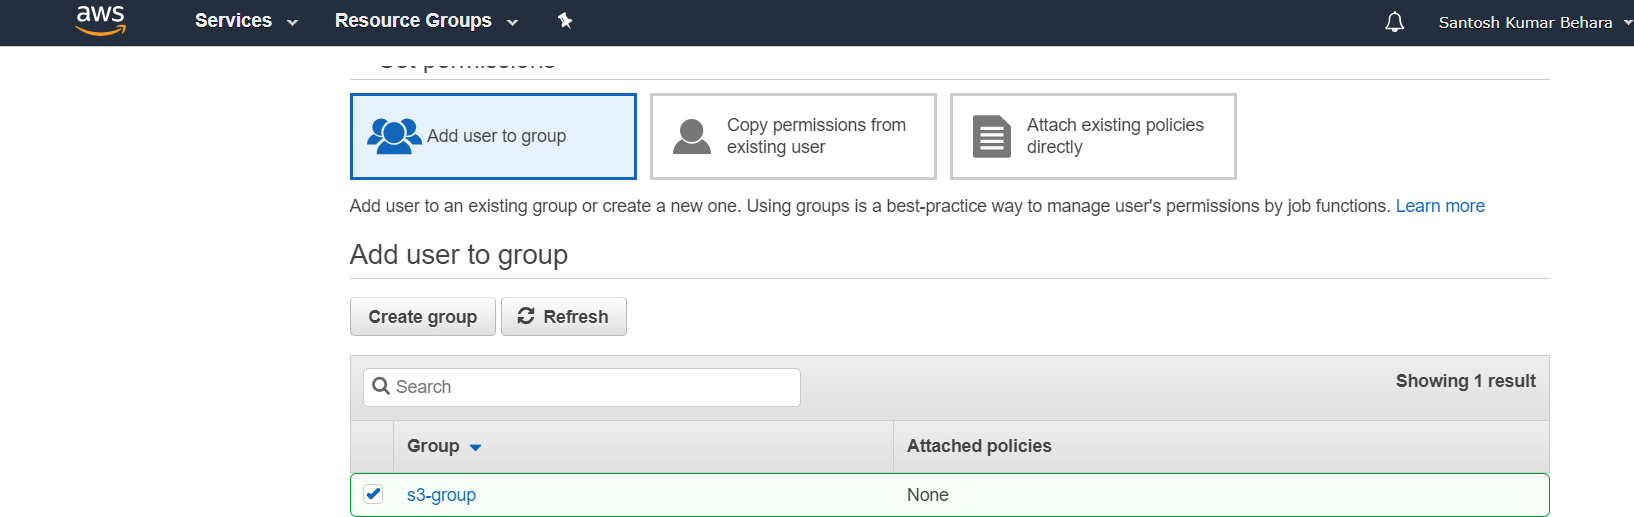 aws Services Resource Groups Santosh Kumar Behara
Set permissions
Add user to group
Copy permissions from
existing user
Attach existing policies
directly
Add user to an existing group or create a new one. Using groups is a best-practice way to manage user's permissions by job functions. Learn more
Add user to group
Create group Refresh
Search Showing 1 result
Group Attached policies
s3-group None